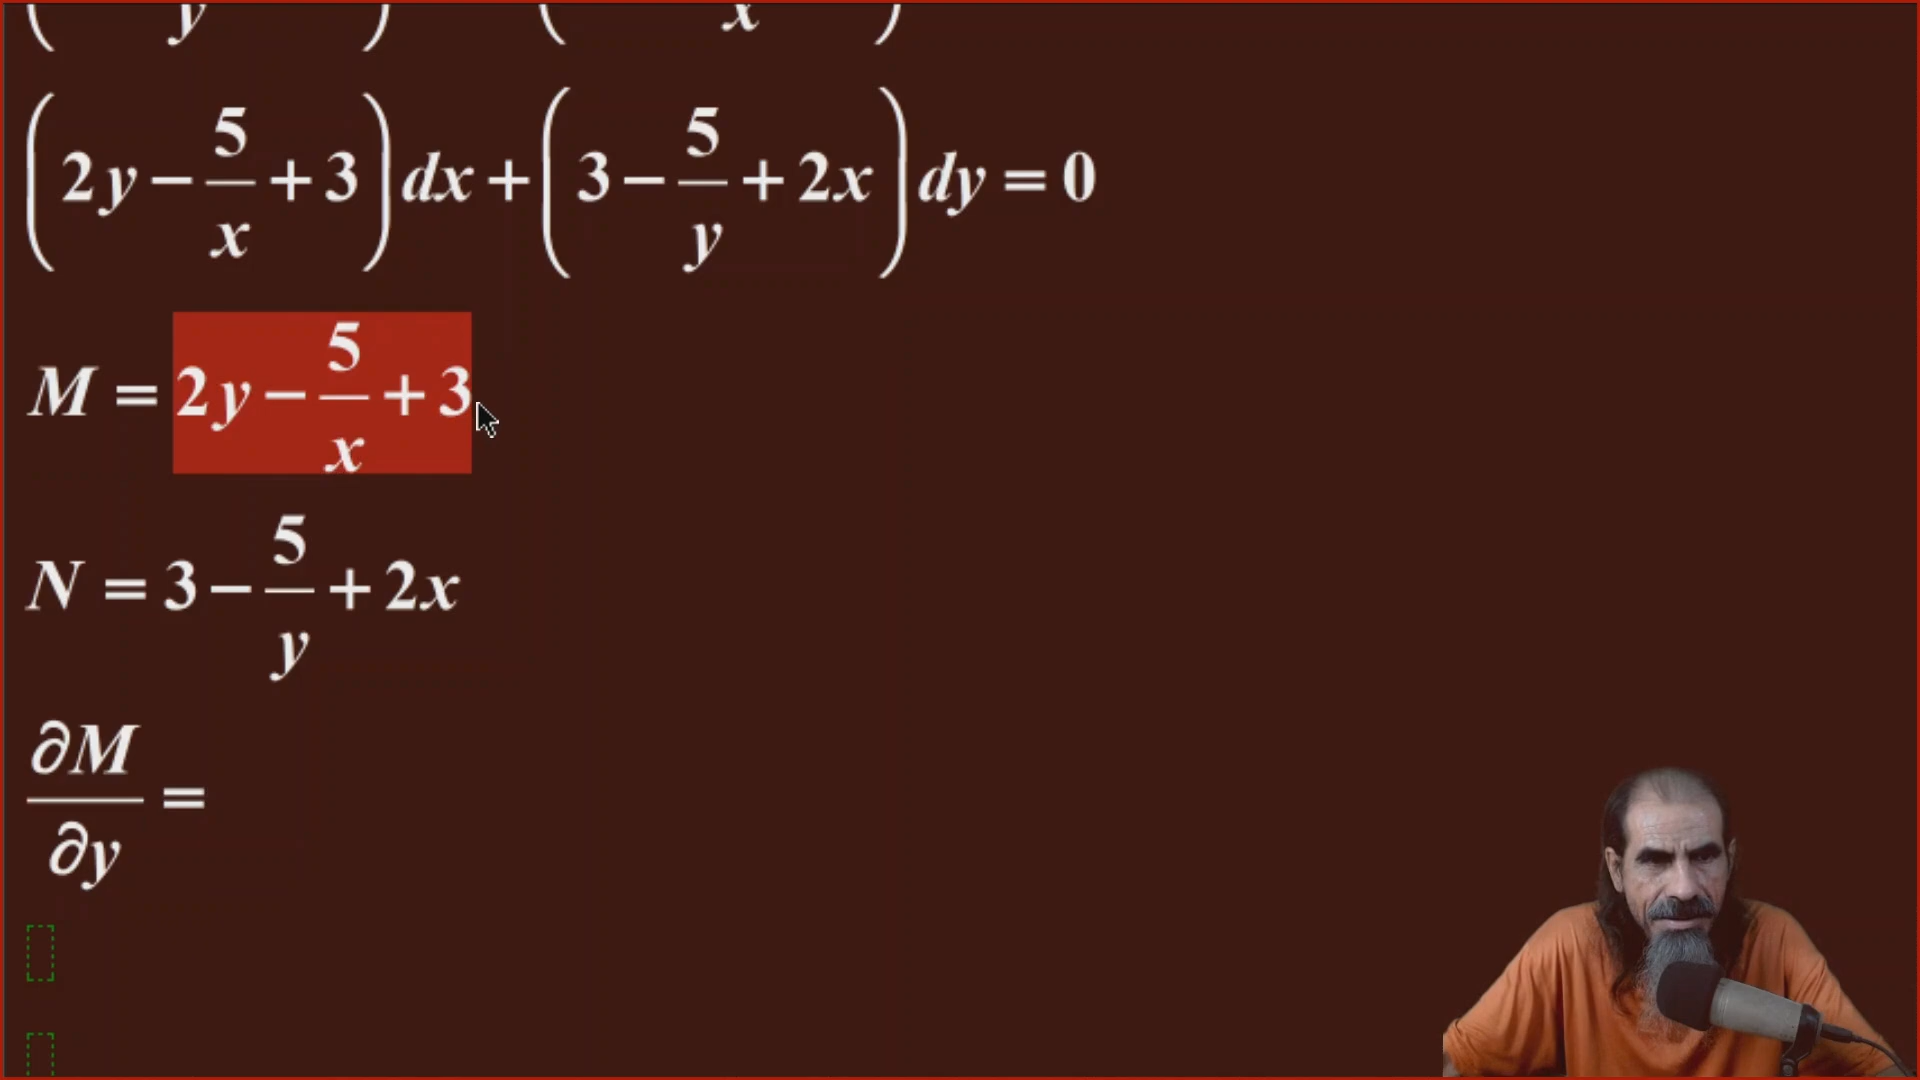 ( y ) ( x )
(2y − 5/x + 3) dx + (3 − 5/y + 2x) dy = 0
M = 2y − 5/x + 3
N = 3 − 5/y + 2x
∂M/∂y =